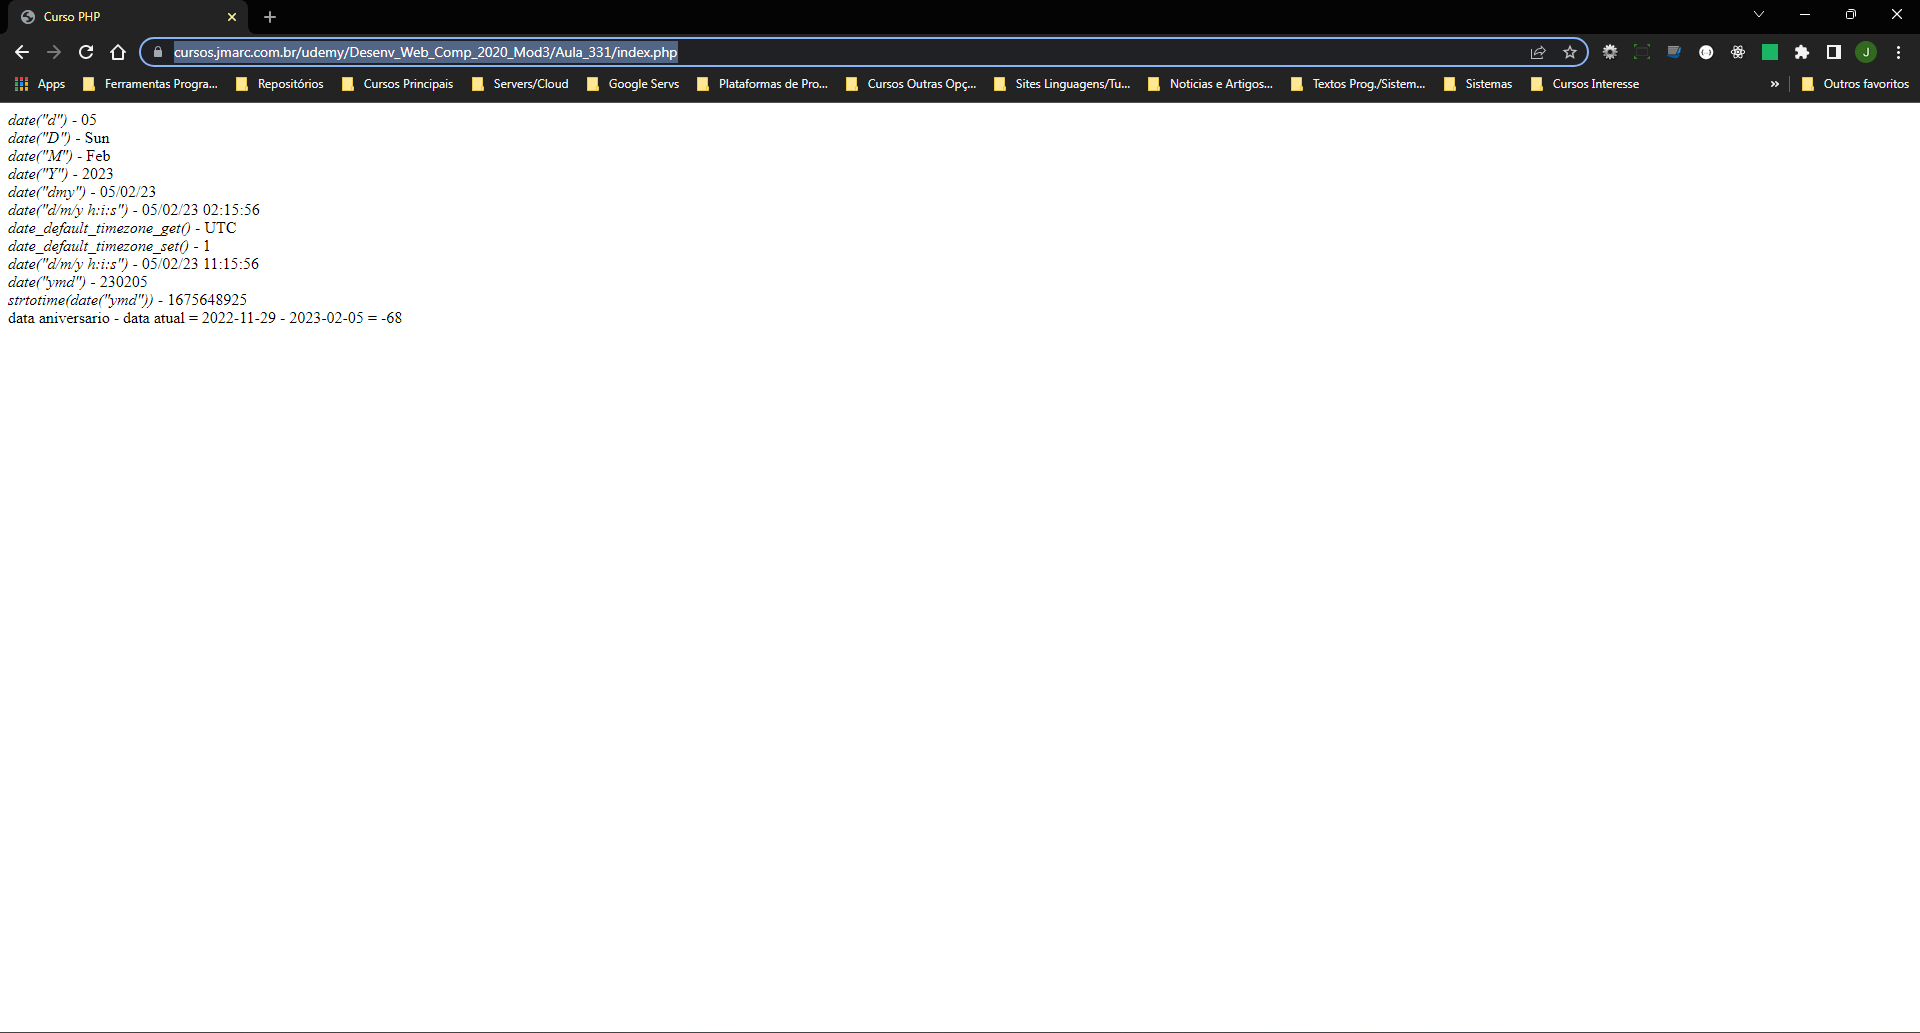 Curso PHP
cursos.jmarc.com.br/udemy/Desenv_Web_Comp_2020_Mod3/Aula_331/index.php
J
Apps Ferramentas Progra... Repositórios Cursos Principais Servers/Cloud Google Servs Plataformas de Pro... Cursos Outras Opç... Sites Linguagens/Tu... Noticias e Artigos... Textos Prog./Sistem... Sistemas Cursos Interesse » Outros favoritos
date("d") - 05
date("D") - Sun
date("M") - Feb
date("Y") - 2023
date("dmy") - 05/02/23
date("d/m/y h:i:s") - 05/02/23 02:15:56
date_default_timezone_get() - UTC
date_default_timezone_set() - 1
date("d/m/y h:i:s") - 05/02/23 11:15:56
date("ymd") - 230205
strtotime(date("ymd")) - 1675648925
data aniversario - data atual = 2022-11-29 - 2023-02-05 = -68